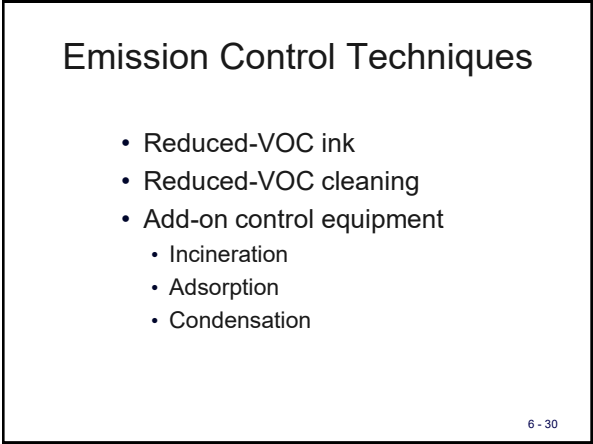 Emission Control Techniques
• Reduced-VOC ink
• Reduced-VOC cleaning
• Add-on control equipment
• Incineration
• Adsorption
• Condensation
6 - 30